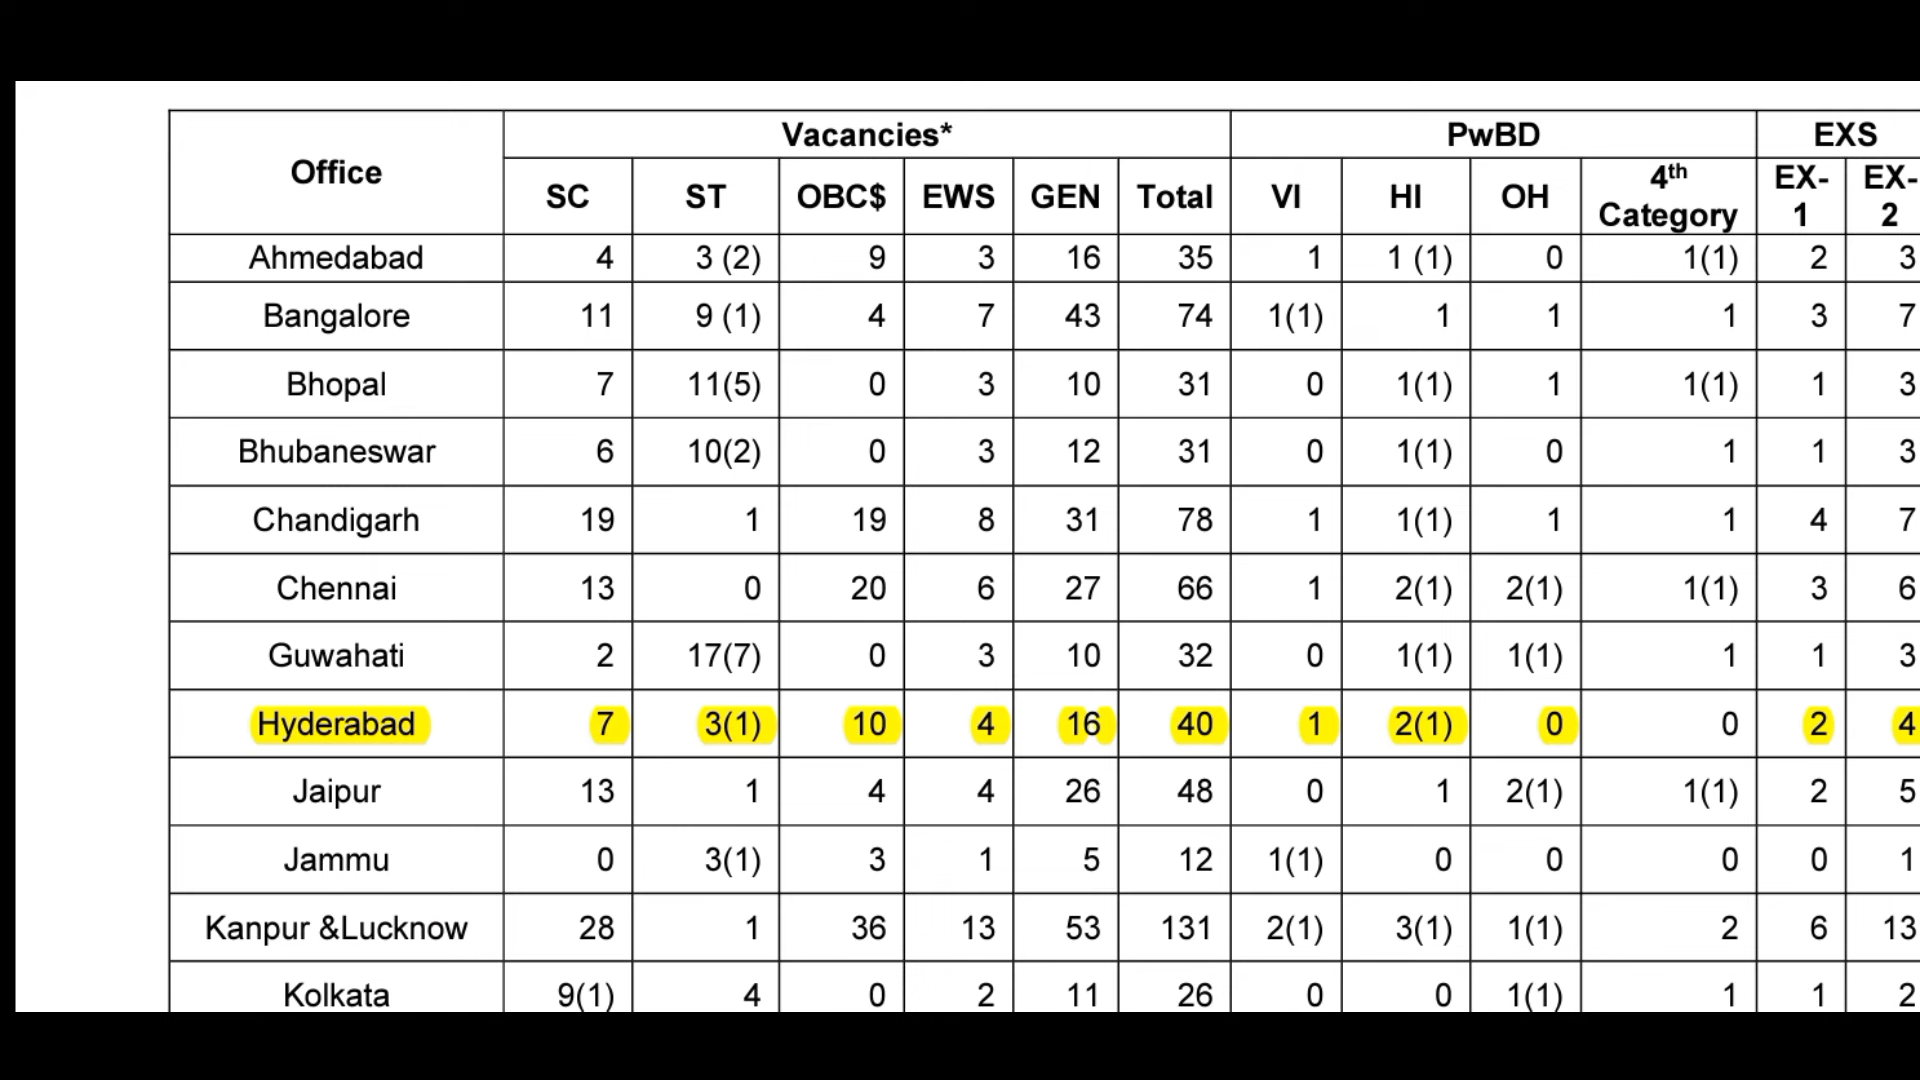 Office Vacancies* PwBD EXS
SC ST OBC$ EWS GEN Total VI HI OH 4th Category EX-1 EX-2
Ahmedabad 4 3 (2) 9 3 16 35 1 1 (1) 0 1(1) 2 3
Bangalore 11 9 (1) 4 7 43 74 1(1) 1 1 1 3 7
Bhopal 7 11(5) 0 3 10 31 0 1(1) 1 1(1) 1 3
Bhubaneswar 6 10(2) 0 3 12 31 0 1(1) 0 1 1 3
Chandigarh 19 1 19 8 31 78 1 1(1) 1 1 4 7
Chennai 13 0 20 6 27 66 1 2(1) 2(1) 1(1) 3 6
Guwahati 2 17(7) 0 3 10 32 0 1(1) 1(1) 1 1 3
Hyderabad 7 3(1) 10 4 16 40 1 2(1) 0 0 2 4
Jaipur 13 1 4 4 26 48 0 1 2(1) 1(1) 2 5
Jammu 0 3(1) 3 1 5 12 1(1) 0 0 0 0 1
Kanpur &Lucknow 28 1 36 13 53 131 2(1) 3(1) 1(1) 2 6 13
Kolkata 9(1) 4 0 2 11 26 0 0 1(1) 1 1 2